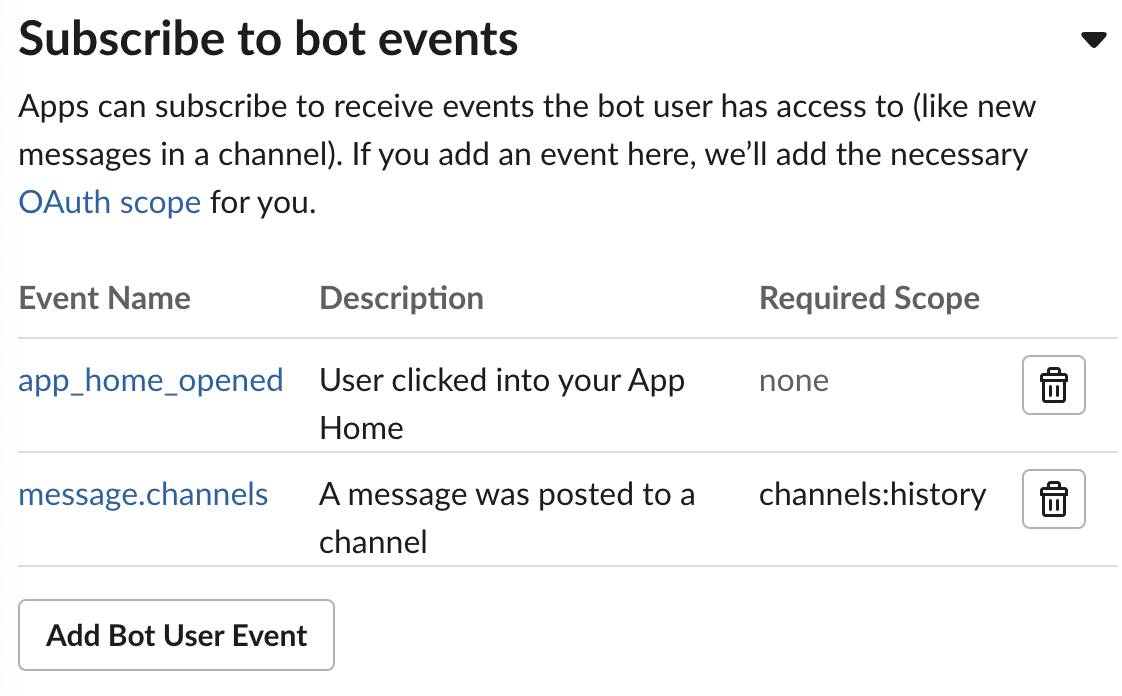 Subscribe to bot events
Apps can subscribe to receive events the bot user has access to (like new
messages in a channel). If you add an event here, we’ll add the necessary
OAuth scope for you.
Event Name Description Required Scope
app_home_opened User clicked into your App none
Home
message.channels A message was posted to a channels:history
channel
Add Bot User Event